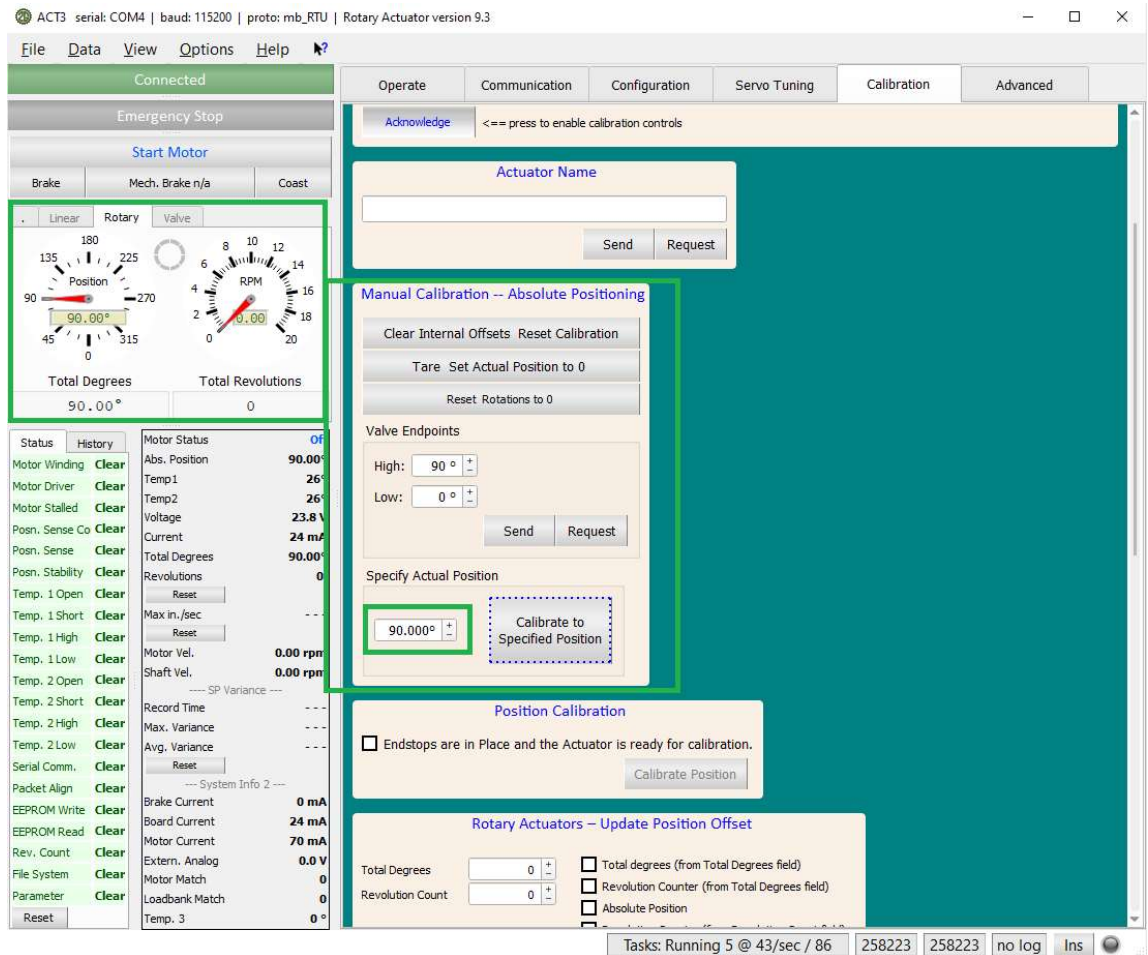 ACT3 serial: COM4 | baud: 115200 | proto: mb_RTU | Rotary Actuator version 9.3
File Data View Options Help ?
Connected
Emergency Stop
Start Motor
Brake Mech. Brake n/a Coast
. Linear Rotary Valve
180
135 225
Position
90 270
90.00°
45 315
0
8 10 12
6 14
RPM
4 16
2 0.00 18
0 20
Total Degrees Total Revolutions
90.00° 0
Status History
Motor Winding Clear
Motor Driver Clear
Motor Stalled Clear
Posn. Sense Co Clear
Posn. Sense Clear
Posn. Stability Clear
Temp. 1 Open Clear
Temp. 1 Short Clear
Temp. 1 High Clear
Temp. 1 Low Clear
Temp. 2 Open Clear
Temp. 2 Short Clear
Temp. 2 High Clear
Temp. 2 Low Clear
Serial Comm. Clear
Packet Align Clear
EEPROM Write Clear
EEPROM Read Clear
Rev. Count Clear
File System Clear
Parameter Clear
Reset
Motor Status Of
Abs. Position 90.00°
Temp1 26°
Temp2 26°
Voltage 23.8 V
Current 24 mA
Total Degrees 90.00°
Revolutions 0
Reset
Max in./sec - - -
Reset
Motor Vel. 0.00 rpm
Shaft Vel. 0.00 rpm
---- SP Variance ---
Record Time - - -
Max. Variance - - -
Avg. Variance - - -
Reset
--- System Info 2 ---
Brake Current 0 mA
Board Current 24 mA
Motor Current 70 mA
Extern. Analog 0.0 V
Motor Match 0
Loadbank Match 0
Temp. 3 0 °
Operate Communication Configuration Servo Tuning Calibration Advanced
Acknowledge <== press to enable calibration controls
Actuator Name
Send Request
Manual Calibration -- Absolute Positioning
Clear Internal Offsets Reset Calibration
Tare Set Actual Position to 0
Reset Rotations to 0
Valve Endpoints
High: 90 ° + -
Low: 0 ° + -
Send Request
Specify Actual Position
90.000° + -
Calibrate to
Specified Position
Position Calibration
Endstops are in Place and the Actuator is ready for calibration.
Calibrate Position
Rotary Actuators – Update Position Offset
Total Degrees 0 + -
Revolution Count 0 + -
Total degrees (from Total Degrees field)
Revolution Counter (from Total Degrees field)
Absolute Position
Tasks: Running 5 @ 43/sec / 86 258223 258223 no log Ins